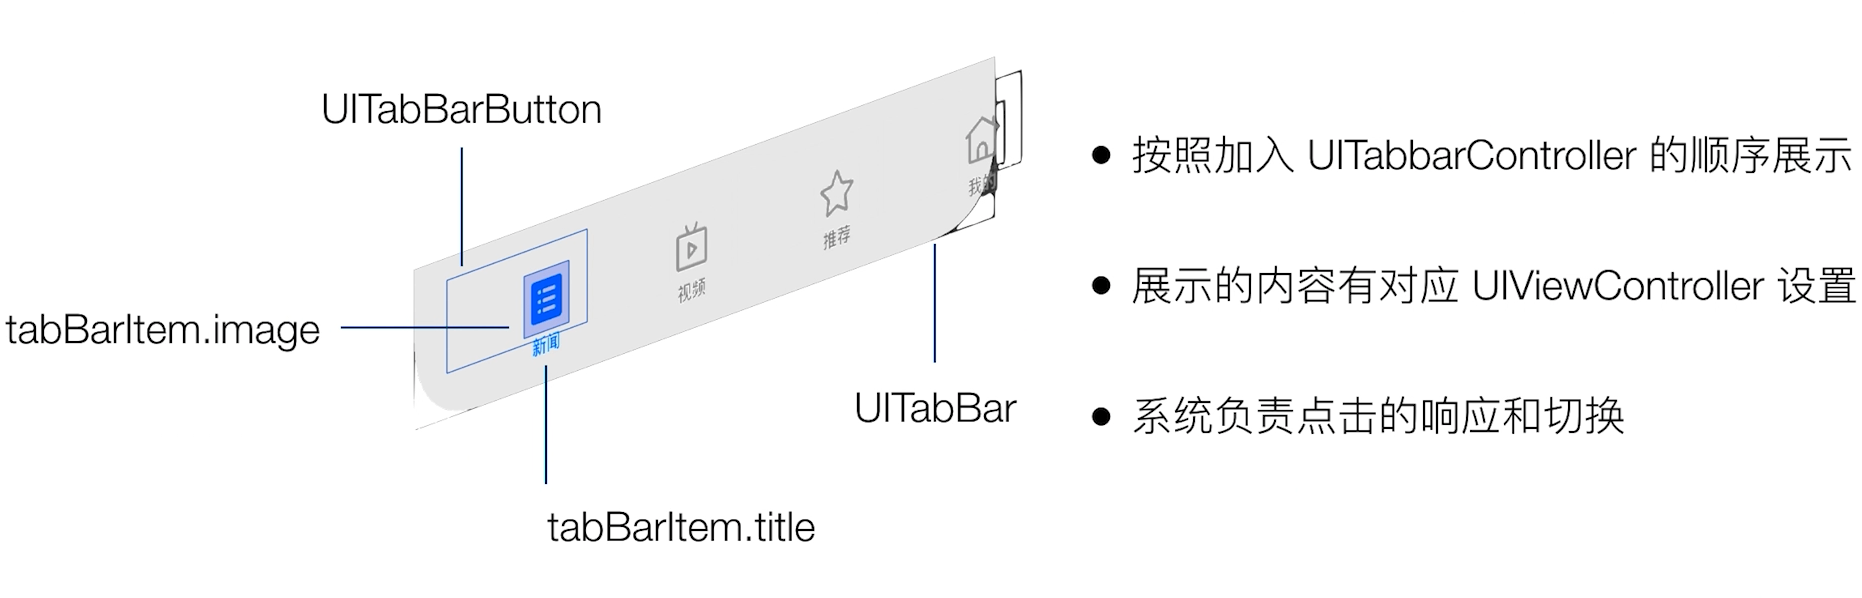 UITabBarButton
tabBarItem.image
新闻
视频
推荐
我的
UITabBar
tabBarItem.title
● 按照加入 UITabbarController 的顺序展示
● 展示的内容有对应 UIViewController 设置
● 系统负责点击的响应和切换